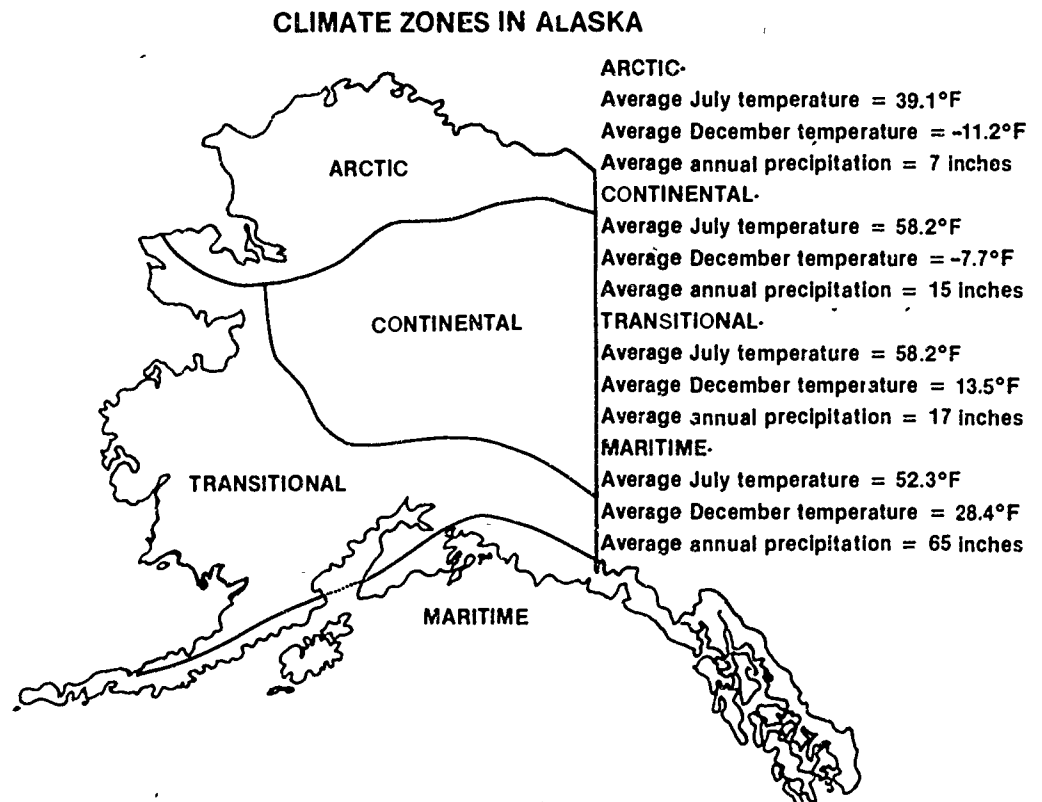 CLIMATE ZONES IN ALASKA
ARCTIC·
Average July temperature = 39.1°F
Average December temperature = -11.2°F
Average annual precipitation = 7 inches
CONTINENTAL·
Average July temperature = 58.2°F
Average December temperature = -7.7°F
Average annual precipitation = 15 inches
TRANSITIONAL·
Average July temperature = 58.2°F
Average December temperature = 13.5°F
Average annual precipitation = 17 inches
MARITIME·
Average July temperature = 52.3°F
Average December temperature = 28.4°F
Average annual precipitation = 65 inches
ARCTIC
CONTINENTAL
TRANSITIONAL
MARITIME